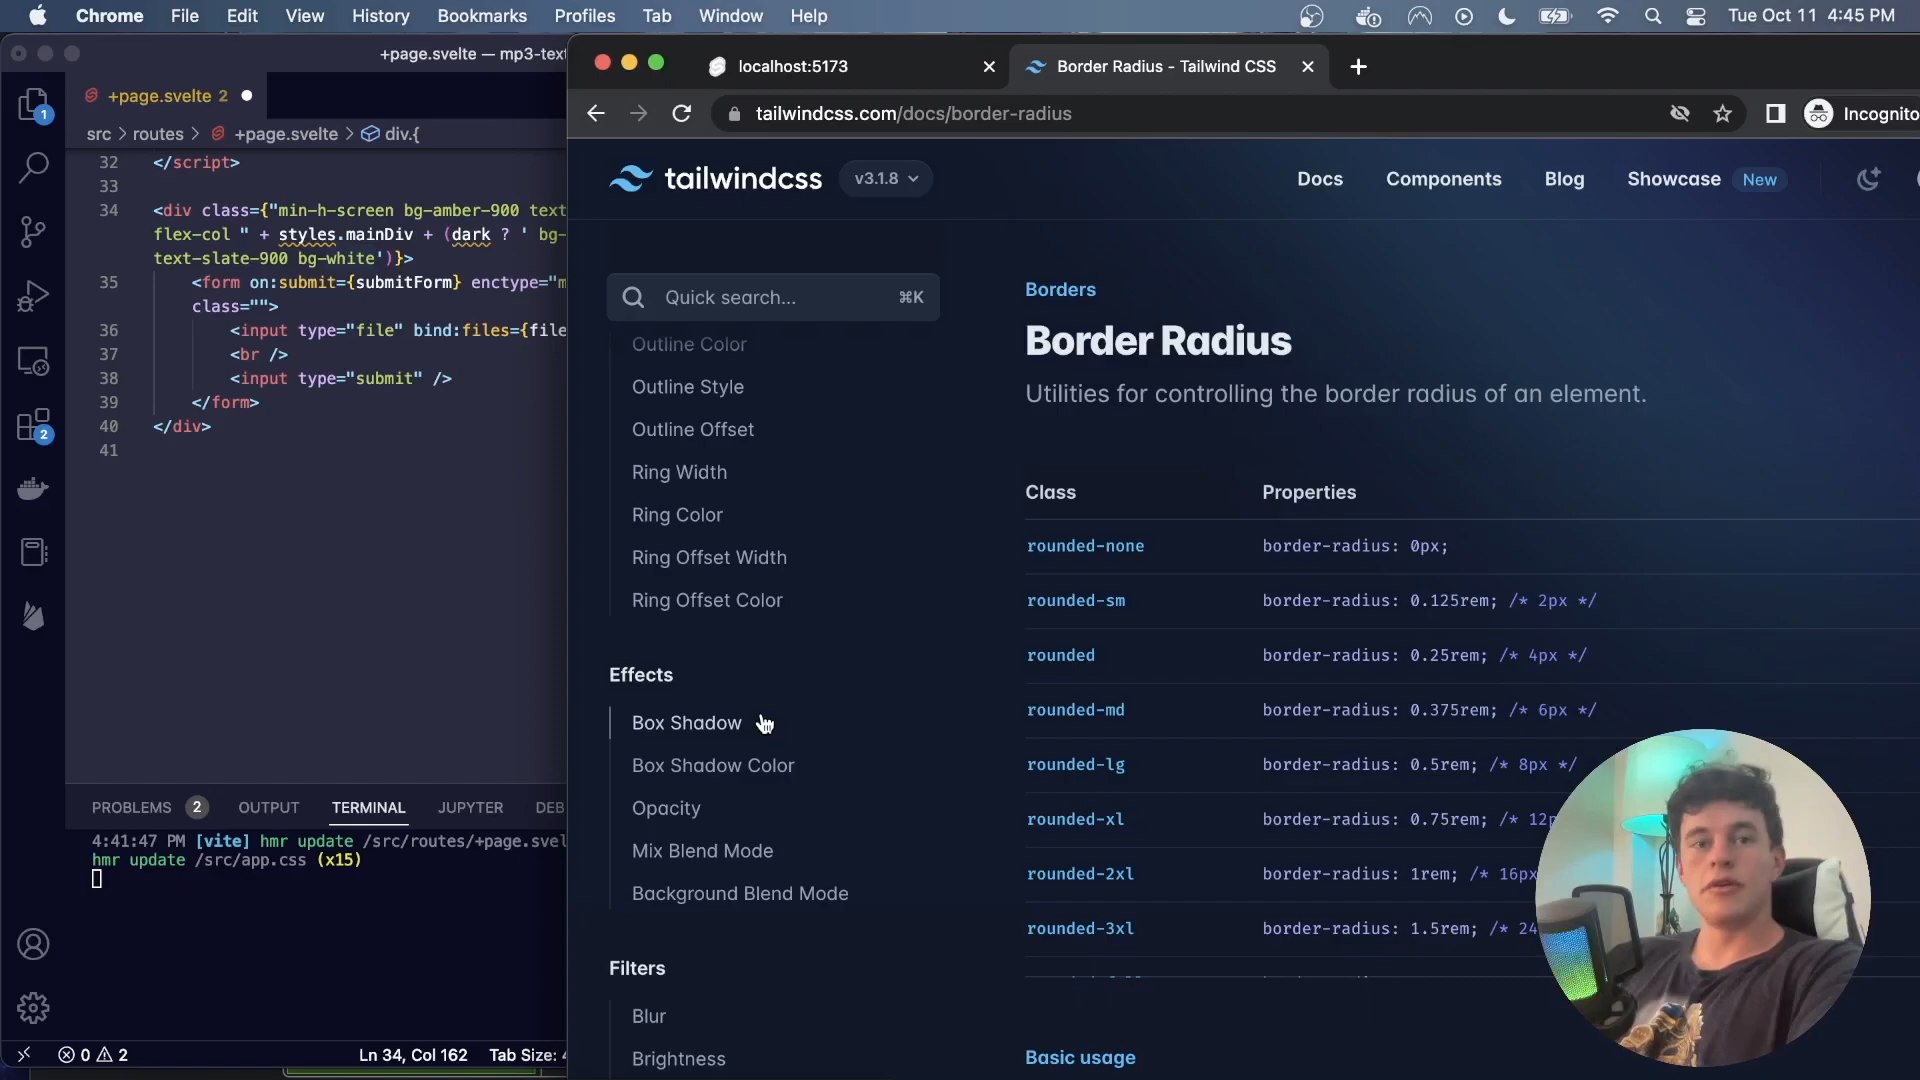 Chrome File Edit View History Bookmarks Profiles Tab Window Help Tue Oct 11 4:45 PM
+page.svelte — mp3-text
+page.svelte 2
src > routes > +page.svelte > div.{
32 </script>
33
34 <div class={"min-h-screen bg-amber-900 text
flex-col " + styles.mainDiv + (dark ? ' bg-
text-slate-900 bg-white')}>
35 <form on:submit={submitForm} enctype="m
class="">
36 <input type="file" bind:files={file
37 <br />
38 <input type="submit" />
39 </form>
40 </div>
41
1
2
PROBLEMS 2 OUTPUT TERMINAL JUPYTER DEB
4:41:47 PM [vite] hmr update /src/routes/+page.svel
hmr update /src/app.css (x15)
0 2 Ln 34, Col 162 Tab Size: 4
localhost:5173
Border Radius - Tailwind CSS
tailwindcss.com/docs/border-radius
Incognito
tailwindcss v3.1.8
Docs Components Blog Showcase New
Quick search... ⌘K
Outline Color
Outline Style
Outline Offset
Ring Width
Ring Color
Ring Offset Width
Ring Offset Color
Effects
Box Shadow
Box Shadow Color
Opacity
Mix Blend Mode
Background Blend Mode
Filters
Blur
Brightness
Borders
Border Radius
Utilities for controlling the border radius of an element.
Class Properties
rounded-none border-radius: 0px;
rounded-sm border-radius: 0.125rem; /* 2px */
rounded border-radius: 0.25rem; /* 4px */
rounded-md border-radius: 0.375rem; /* 6px */
rounded-lg border-radius: 0.5rem; /* 8px */
rounded-xl border-radius: 0.75rem; /* 12p
rounded-2xl border-radius: 1rem; /* 16px
rounded-3xl border-radius: 1.5rem; /* 24
Basic usage